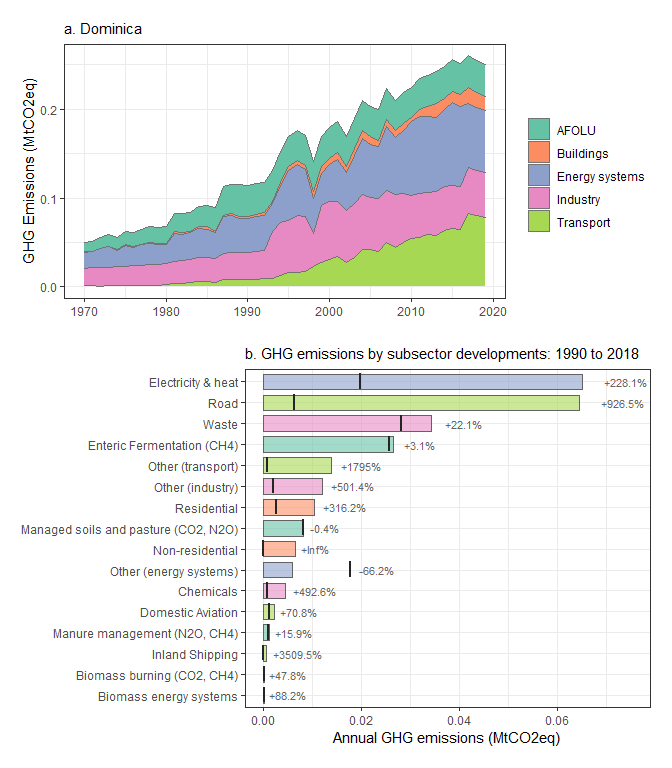 a. Dominica
GHG Emissions (MtCO2eq)
0.2
0.1
0.0
1970
1980
1990
2000
2010
2020
AFOLU
Buildings
Energy systems
Industry
Transport
b. GHG emissions by subsector developments: 1990 to 2018
Electricity & heat
+228.1%
Road
+926.5%
Waste
+22.1%
Enteric Fermentation (CH4)
+3.1%
Other (transport)
+1795%
Other (industry)
+501.4%
Residential
+316.2%
Managed soils and pasture (CO2, N2O)
-0.4%
Non-residential
+Inf%
Other (energy systems)
-66.2%
Chemicals
+492.6%
Domestic Aviation
+70.8%
Manure management (N2O, CH4)
+15.9%
Inland Shipping
+3509.5%
Biomass burning (CO2, CH4)
+47.8%
Biomass energy systems
+88.2%
0.00
0.02
0.04
0.06
Annual GHG emissions (MtCO2eq)